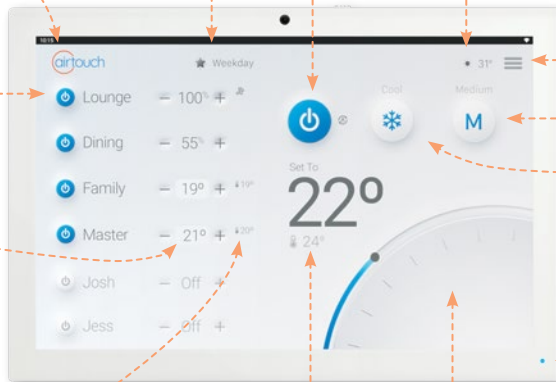 10:15
airtouch
Weekday
31°
Lounge
100%
Dining
55%
Family
19°
19°
Master
21°
20°
Josh
Off
Jess
Off
Cool
Medium
M
Set To
22°
24°